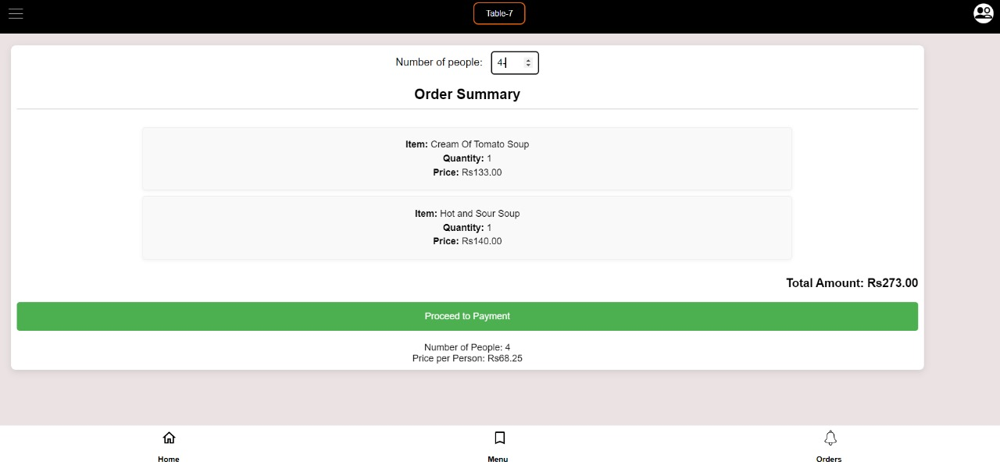 Table-7
Number of people: 4
Order Summary
Item: Cream Of Tomato Soup
Quantity: 1
Price: Rs133.00
Item: Hot and Sour Soup
Quantity: 1
Price: Rs140.00
Total Amount: Rs273.00
Proceed to Payment
Number of People: 4
Price per Person: Rs68.25
Home Menu Orders